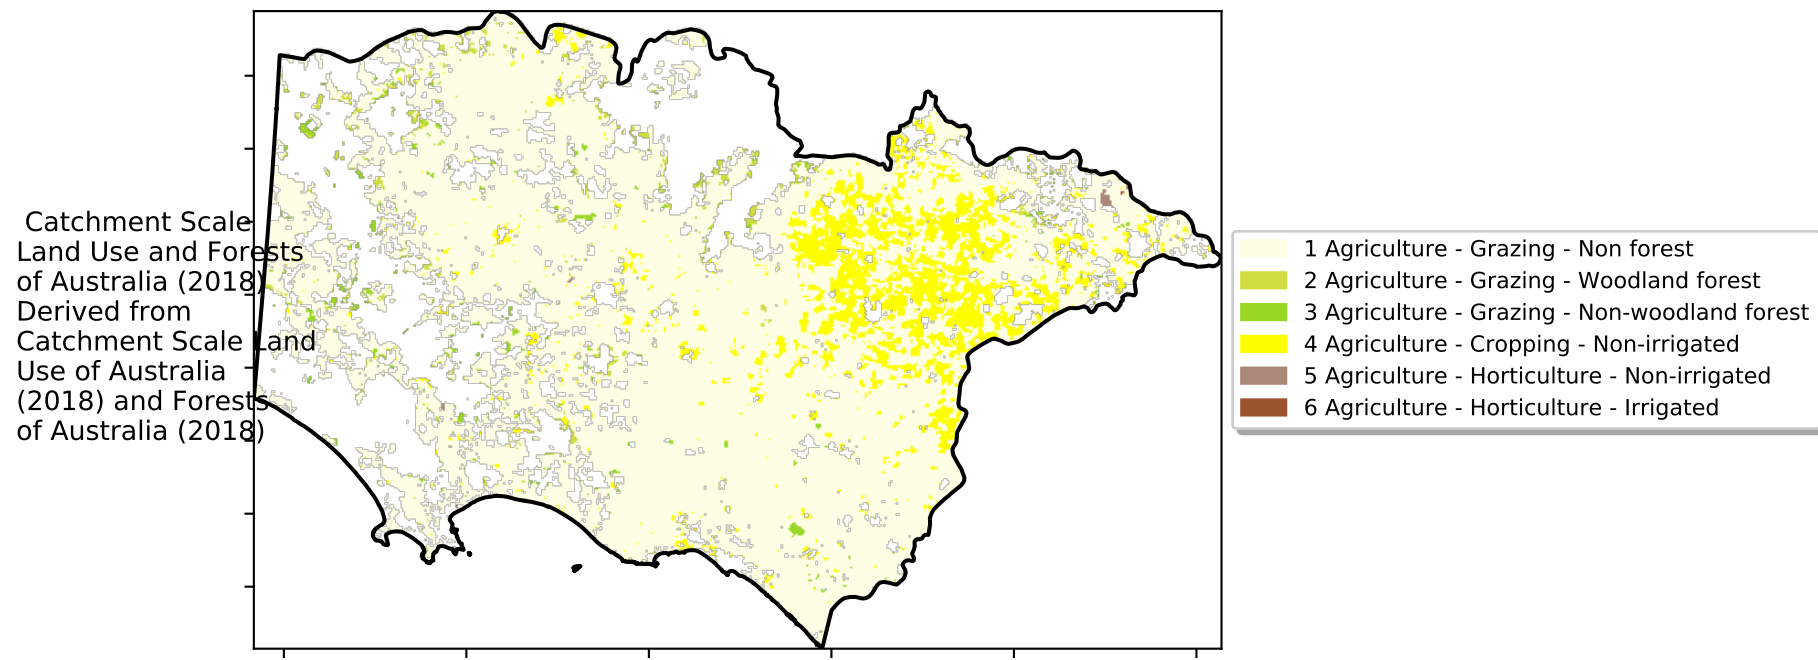 Catchment Scale
Land Use and Forests
of Australia (2018)
Derived from
Catchment Scale Land
Use of Australia
(2018) and Forests
of Australia (2018)
1 Agriculture - Grazing - Non forest
2 Agriculture - Grazing - Woodland forest
3 Agriculture - Grazing - Non-woodland forest
4 Agriculture - Cropping - Non-irrigated
5 Agriculture - Horticulture - Non-irrigated
6 Agriculture - Horticulture - Irrigated